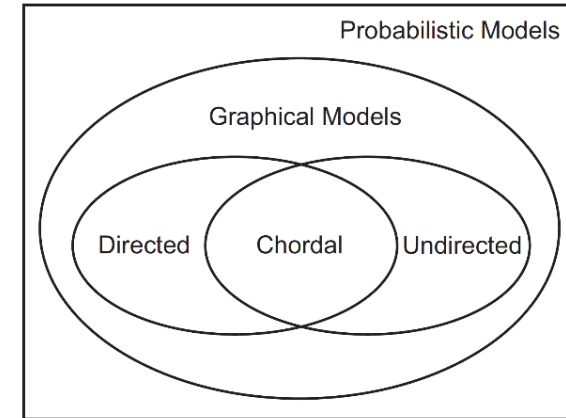 Probabilistic Models
Graphical Models
Directed Chordal Undirected